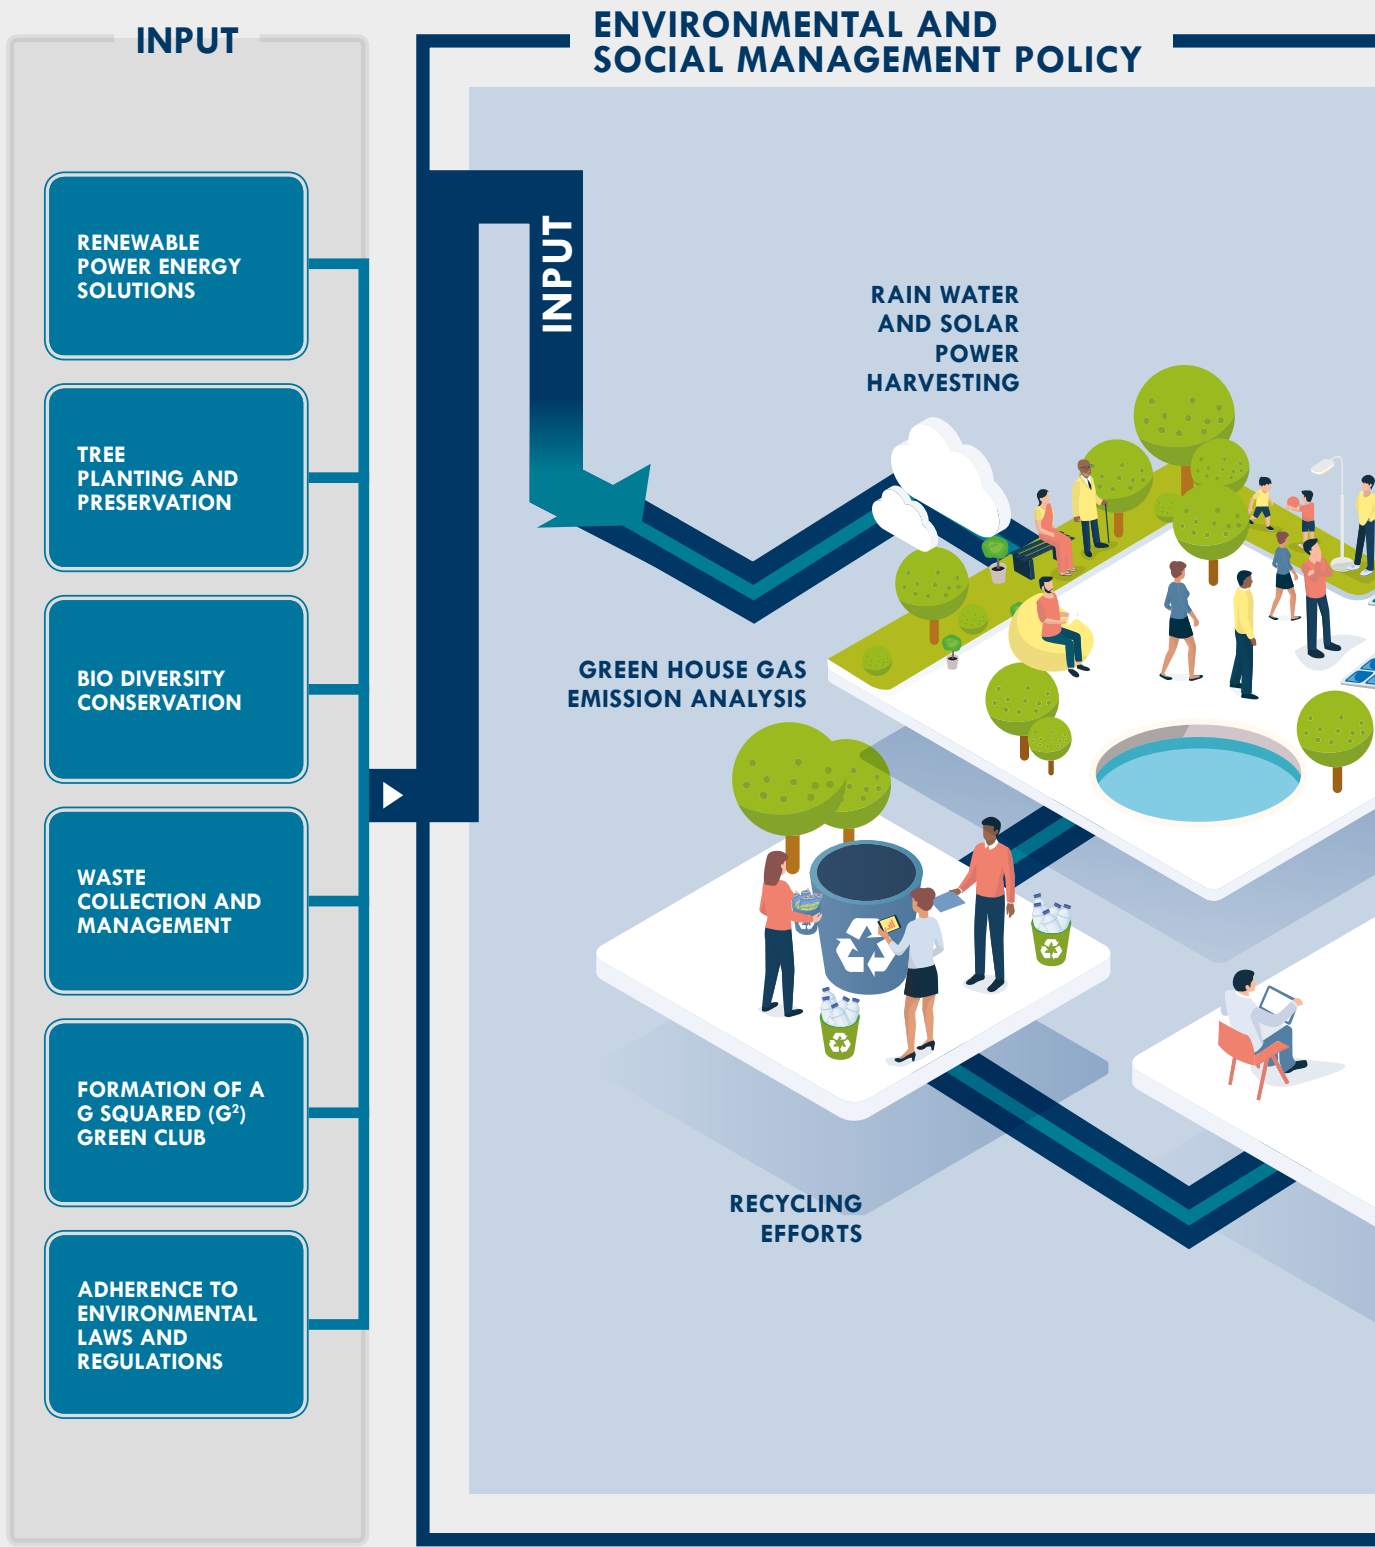 INPUT
RENEWABLE
POWER ENERGY
SOLUTIONS
TREE
PLANTING AND
PRESERVATION
BIO DIVERSITY
CONSERVATION
WASTE
COLLECTION AND
MANAGEMENT
FORMATION OF A
G SQUARED (G²)
GREEN CLUB
ADHERENCE TO
ENVIRONMENTAL
LAWS AND
REGULATIONS
ENVIRONMENTAL AND
SOCIAL MANAGEMENT POLICY
INPUT
RAIN WATER
AND SOLAR
POWER
HARVESTING
GREEN HOUSE GAS
EMISSION ANALYSIS
RECYCLING
EFFORTS